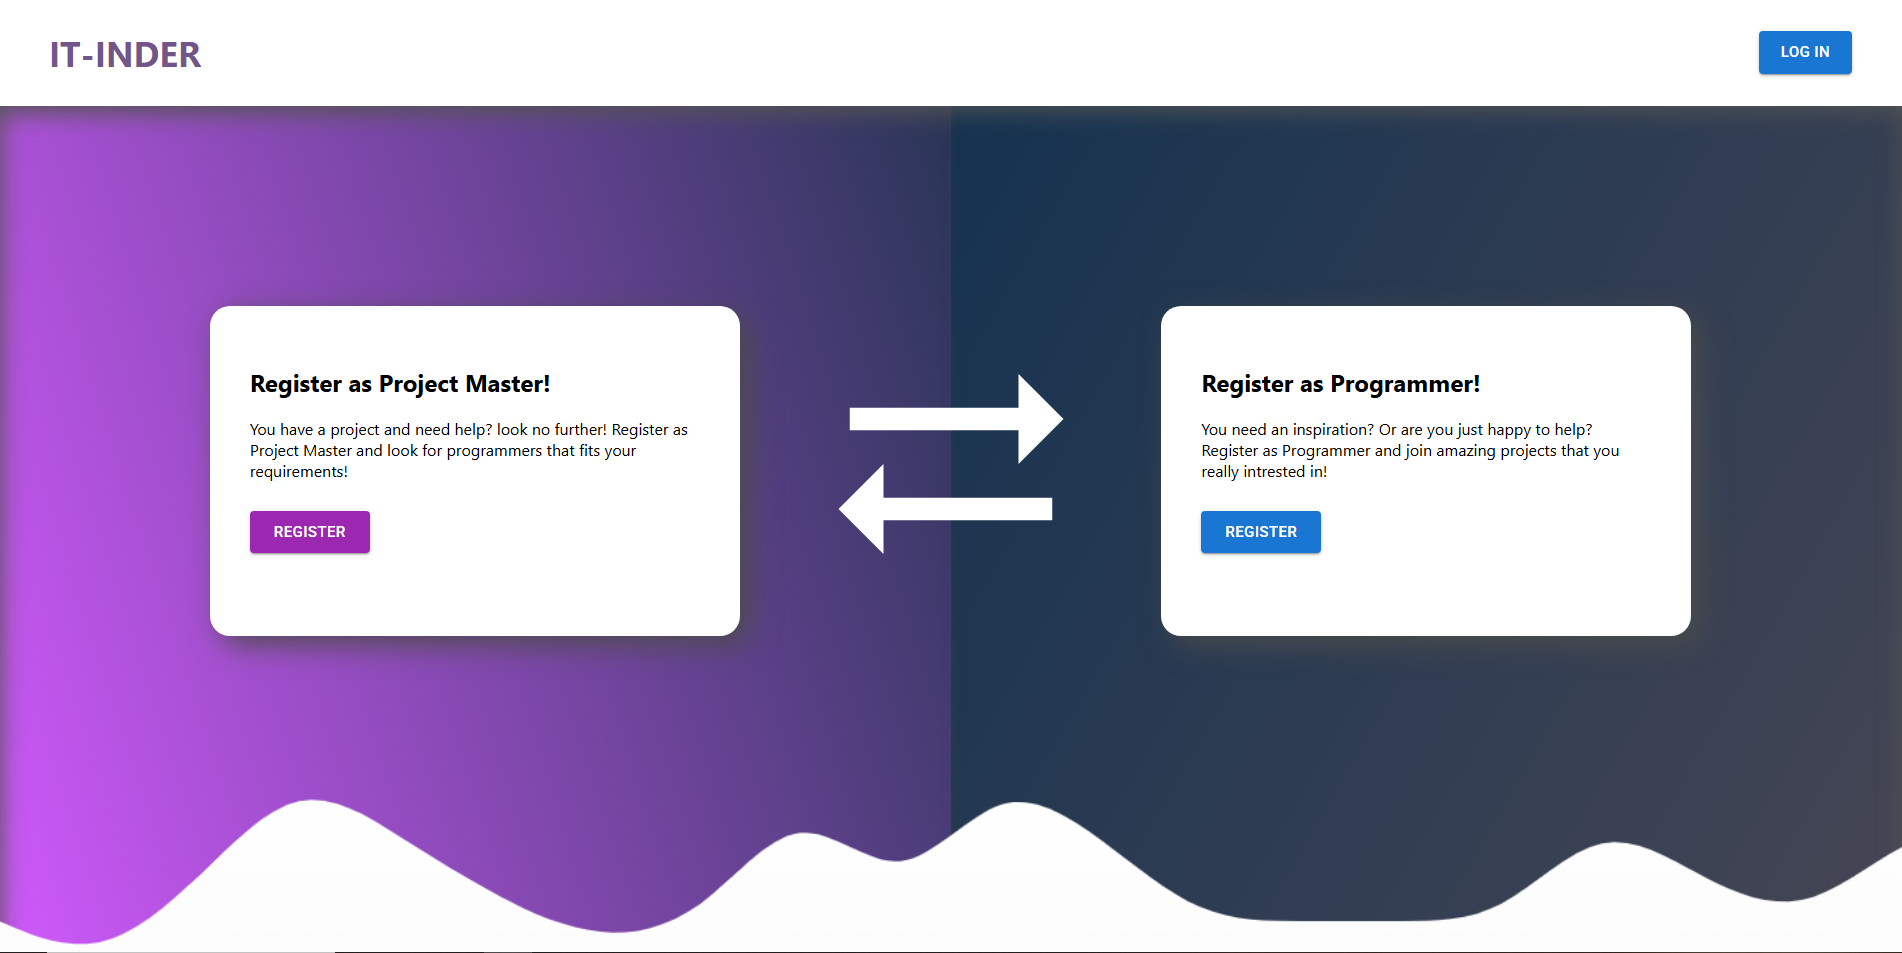 IT-INDER
LOG IN
Register as Project Master!
You have a project and need help? look no further! Register as
Project Master and look for programmers that fits your
requirements!
REGISTER
Register as Programmer!
You need an inspiration? Or are you just happy to help?
Register as Programmer and join amazing projects that you
really intrested in!
REGISTER